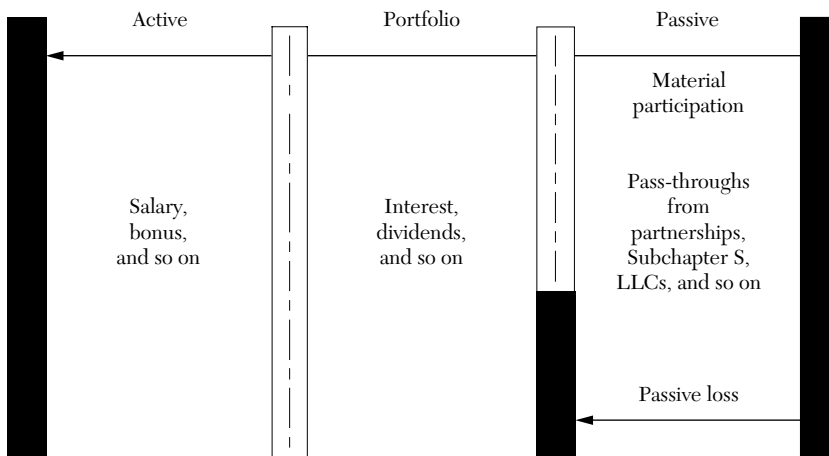 Active
Portfolio
Passive
Material
participation
Salary,
bonus,
and so on
Interest,
dividends,
and so on
Pass-throughs
from
partnerships,
Subchapter S,
LLCs, and so on
Passive loss